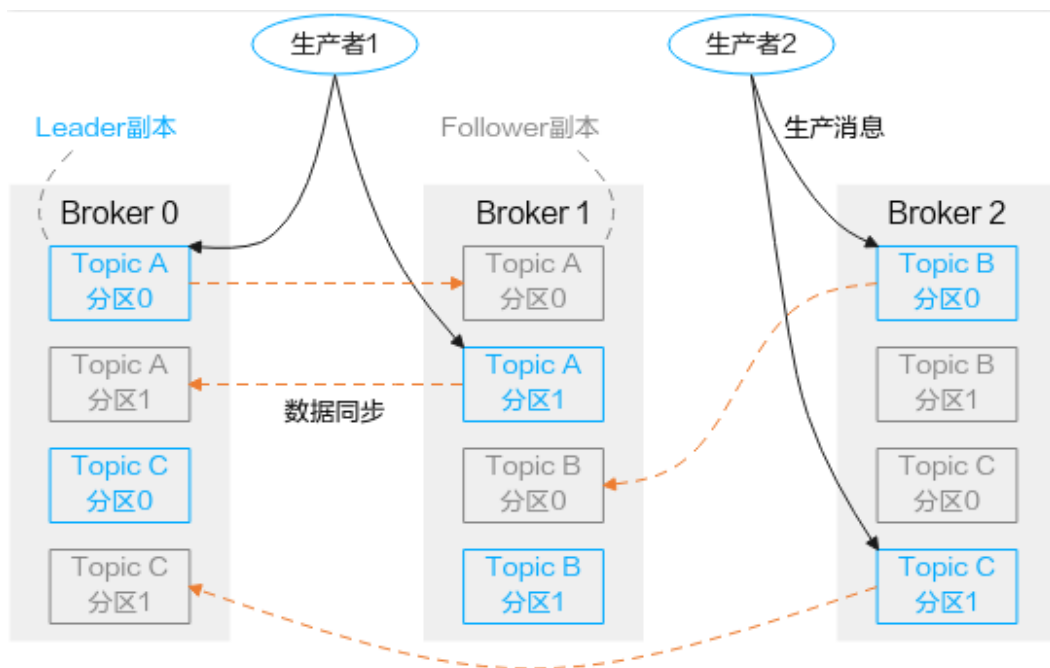 生产者1
生产者2
Leader副本
Follower副本
生产消息
Broker 0
Broker 1
Broker 2
Topic A
分区0
Topic A
分区0
Topic B
分区0
Topic A
分区1
Topic A
分区1
Topic B
分区1
数据同步
Topic C
分区0
Topic B
分区0
Topic C
分区0
Topic C
分区1
Topic B
分区1
Topic C
分区1